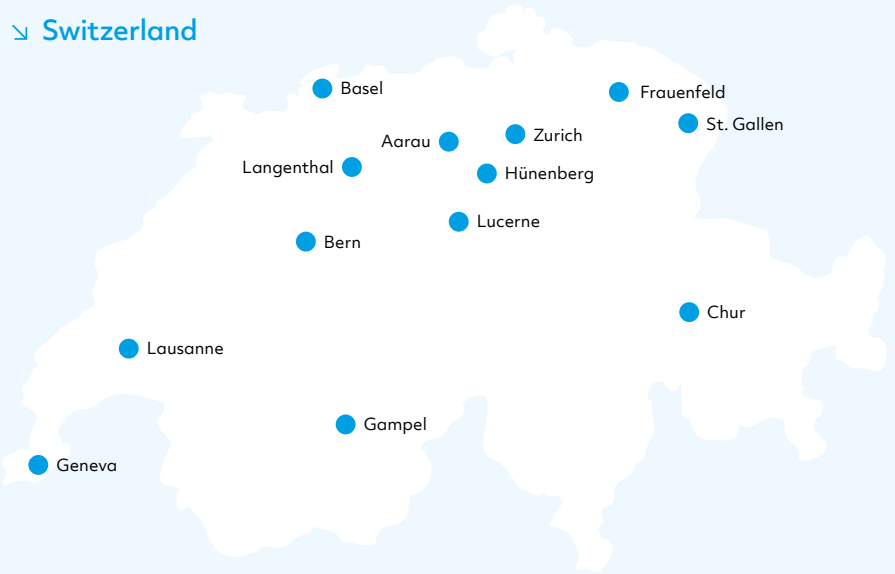 ↘ Switzerland
Basel
Frauenfeld
St. Gallen
Aarau
Zurich
Langenthal
Hünenberg
Lucerne
Bern
Chur
Lausanne
Gampel
Geneva